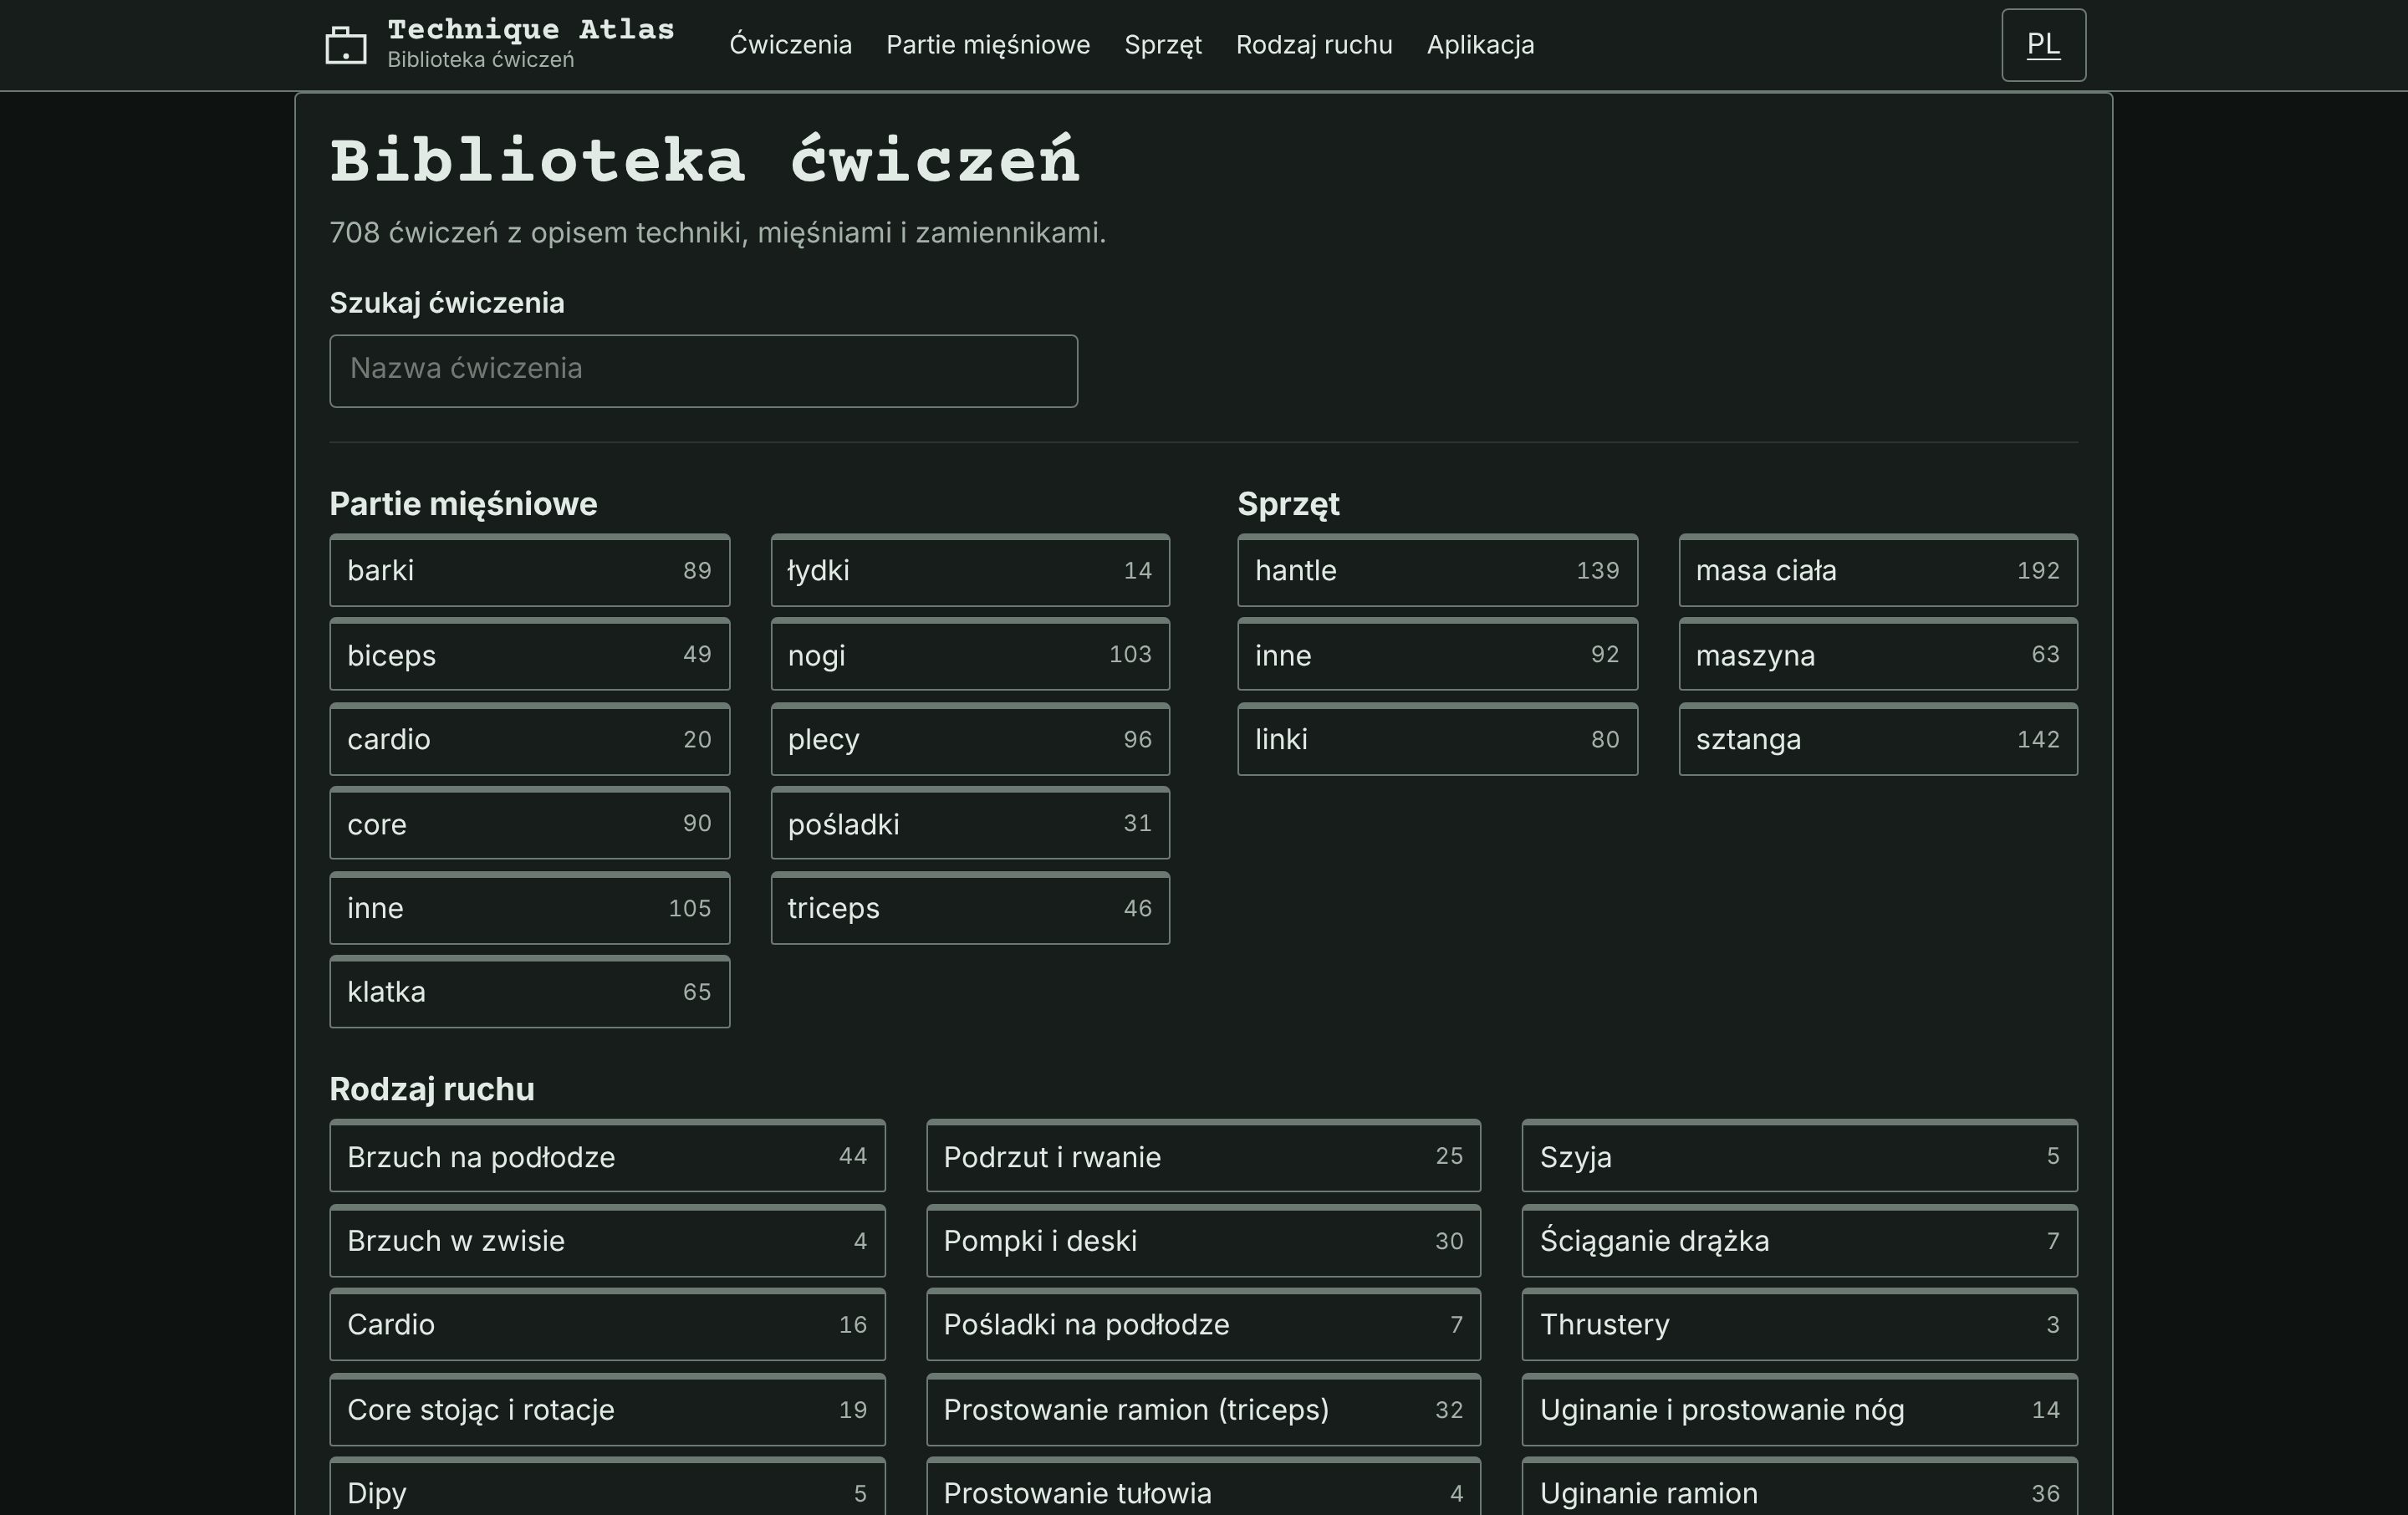 Technique Atlas
Biblioteka ćwiczeń
Ćwiczenia
Partie mięśniowe
Sprzęt
Rodzaj ruchu
Aplikacja
PL
Biblioteka ćwiczeń
708 ćwiczeń z opisem techniki, mięśniami i zamiennikami.
Szukaj ćwiczenia
Nazwa ćwiczenia
Partie mięśniowe
barki 89
biceps 49
cardio 20
core 90
inne 105
klatka 65
łydki 14
nogi 103
plecy 96
pośladki 31
triceps 46
Sprzęt
hantle 139
inne 92
linki 80
masa ciała 192
maszyna 63
sztanga 142
Rodzaj ruchu
Brzuch na podłodze 44
Brzuch w zwisie 4
Cardio 16
Core stojąc i rotacje 19
Dipy 5
Podrzut i rwanie 25
Pompki i deski 30
Pośladki na podłodze 7
Prostowanie ramion (triceps) 32
Prostowanie tułowia 4
Szyja 5
Ściąganie drążka 7
Thrustery 3
Uginanie i prostowanie nóg 14
Uginanie ramion 36